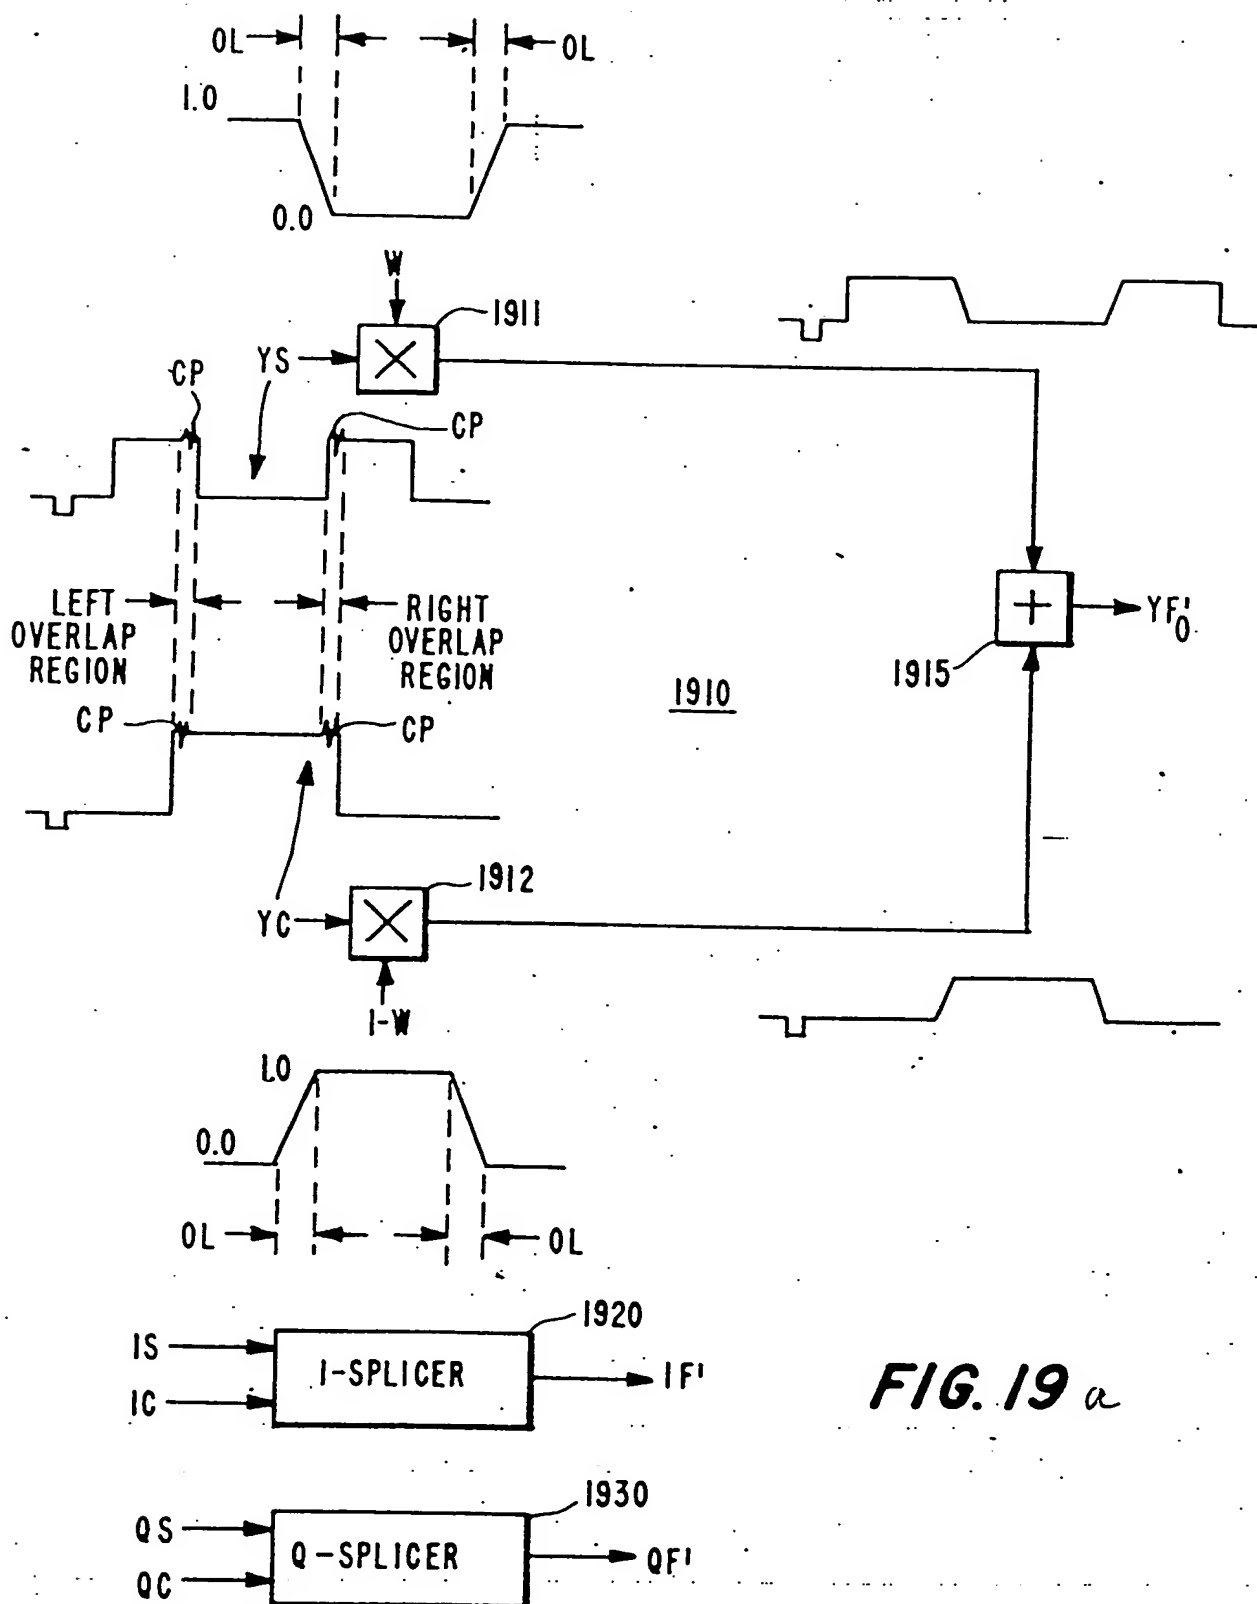 OL OL
1.0
0.0
W
1911
YS
CP
CP
LEFT OVERLAP REGION
RIGHT OVERLAP REGION
1910
1915
+
YF'0
CP CP
1912
YC
1-W
1.0
0.0
OL OL
1920
IS
IC
I-SPLICER
IF'
1930
QS
QC
Q-SPLICER
QF'
FIG. 19 a